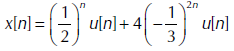 x[n] = (1/2)^n u[n] + 4(-1/3)^{2n} u[n]